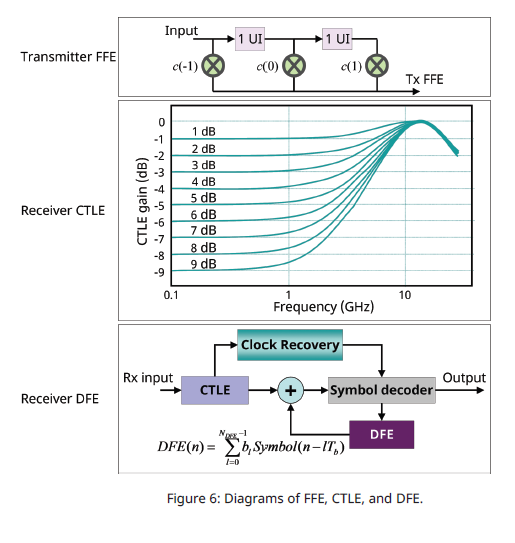 Transmitter FFE
Input
1 UI
1 UI
c(-1)
c(0)
c(1)
Tx FFE
Receiver CTLE
CTLE gain (dB)
0
-1
-2
-3
-4
-5
-6
-7
-8
-9
1 dB
2 dB
3 dB
4 dB
5 dB
6 dB
7 dB
8 dB
9 dB
0.1
1
10
Frequency (GHz)
Receiver DFE
Clock Recovery
Rx input
CTLE
+
Symbol decoder
Output
DFE
DFE(n) = ∑_{l=0}^{N_{DFE}-1} b_l Symbol(n-lT_b)
Figure 6: Diagrams of FFE, CTLE, and DFE.